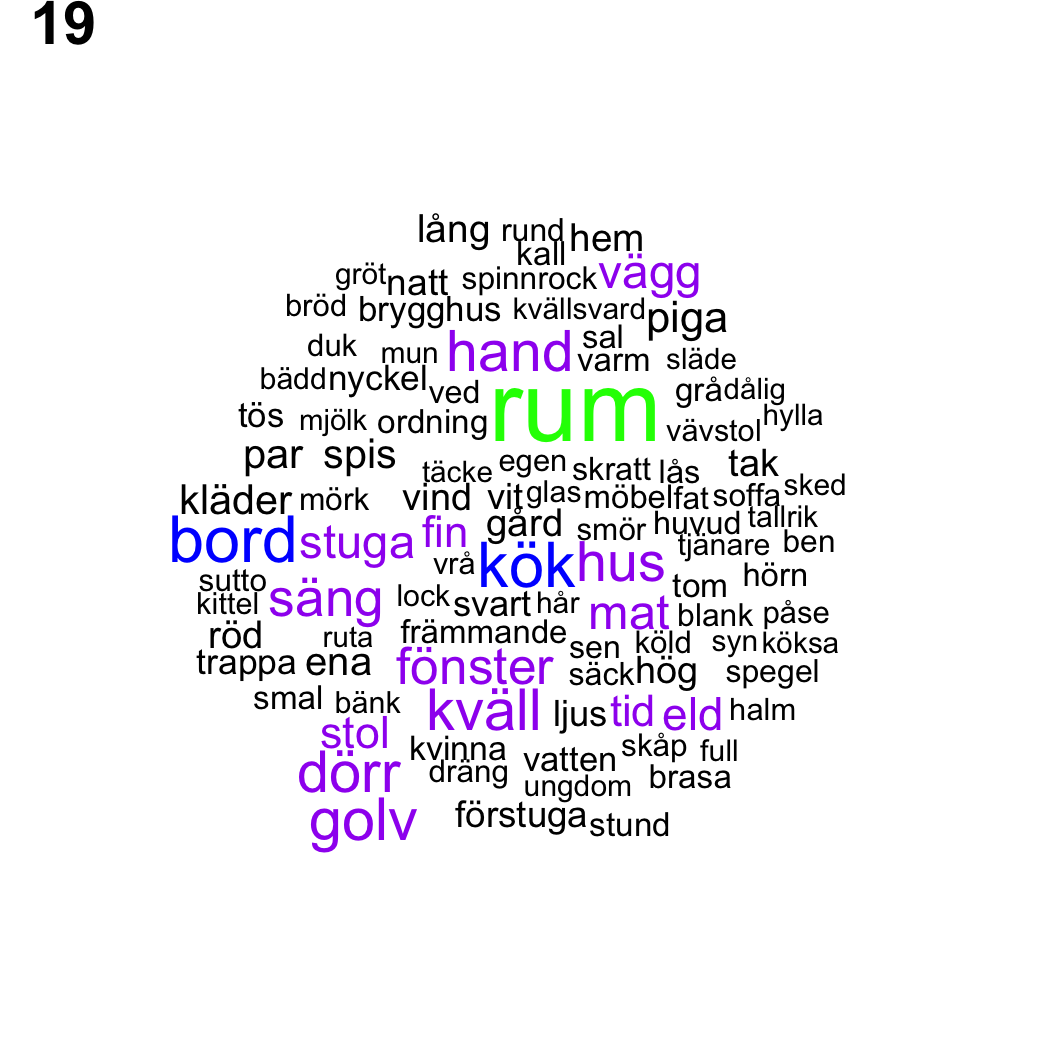 19
lång rund hem
kall
gröt natt spinnrock vägg
bröd brygghus kvällsvard piga
duk mun hand sal varm släde
bädd nyckel ved rum grå dålig
tös mjölk ordning vävstol hylla
par spis täcke egen skratt lås tak
kläder mörk vind vit glas möbel fat soffa sked
bord stuga fin gård smör huvud tallrik
vrå kök hus tjänare ben
sutto säng tom hörn
kittel lock svart hår mat blank påse
röd ruta främmande sen köld syn köksa
trappa ena fönster säck hög spegel
smal bänk kväll ljus tid eld halm
stol kvinna vatten skåp full
dörr dräng ungdom brasa
golv förstuga stund